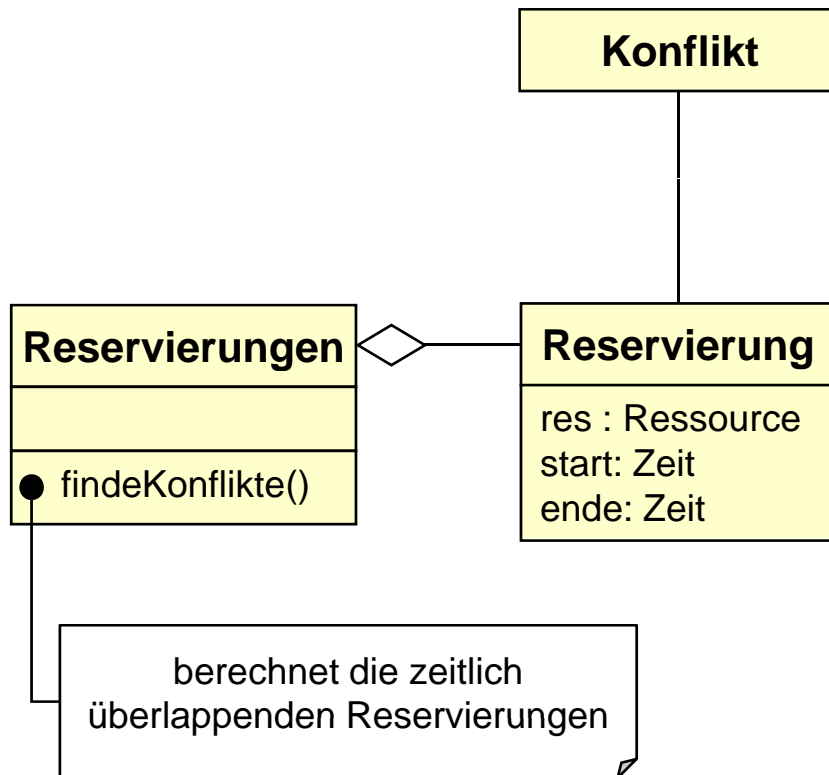 Konflikt
Reservierungen
findeKonflikte()
Reservierung
res : Ressource
start: Zeit
ende: Zeit
berechnet die zeitlich
überlappenden Reservierungen